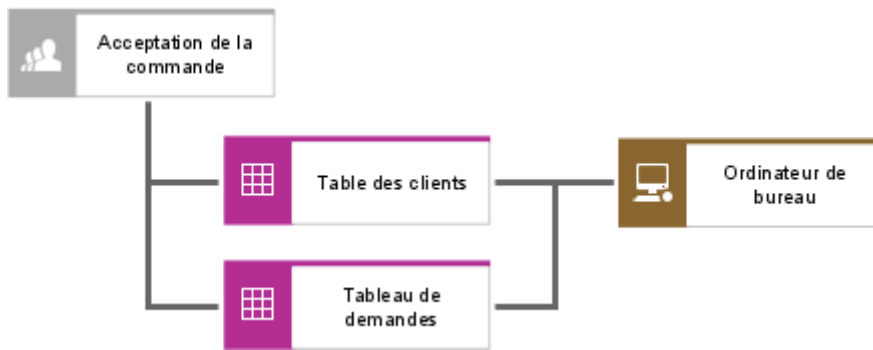 Acceptation de la
commande
Table des clients
Ordinateur de
bureau
Tableau de
demandes